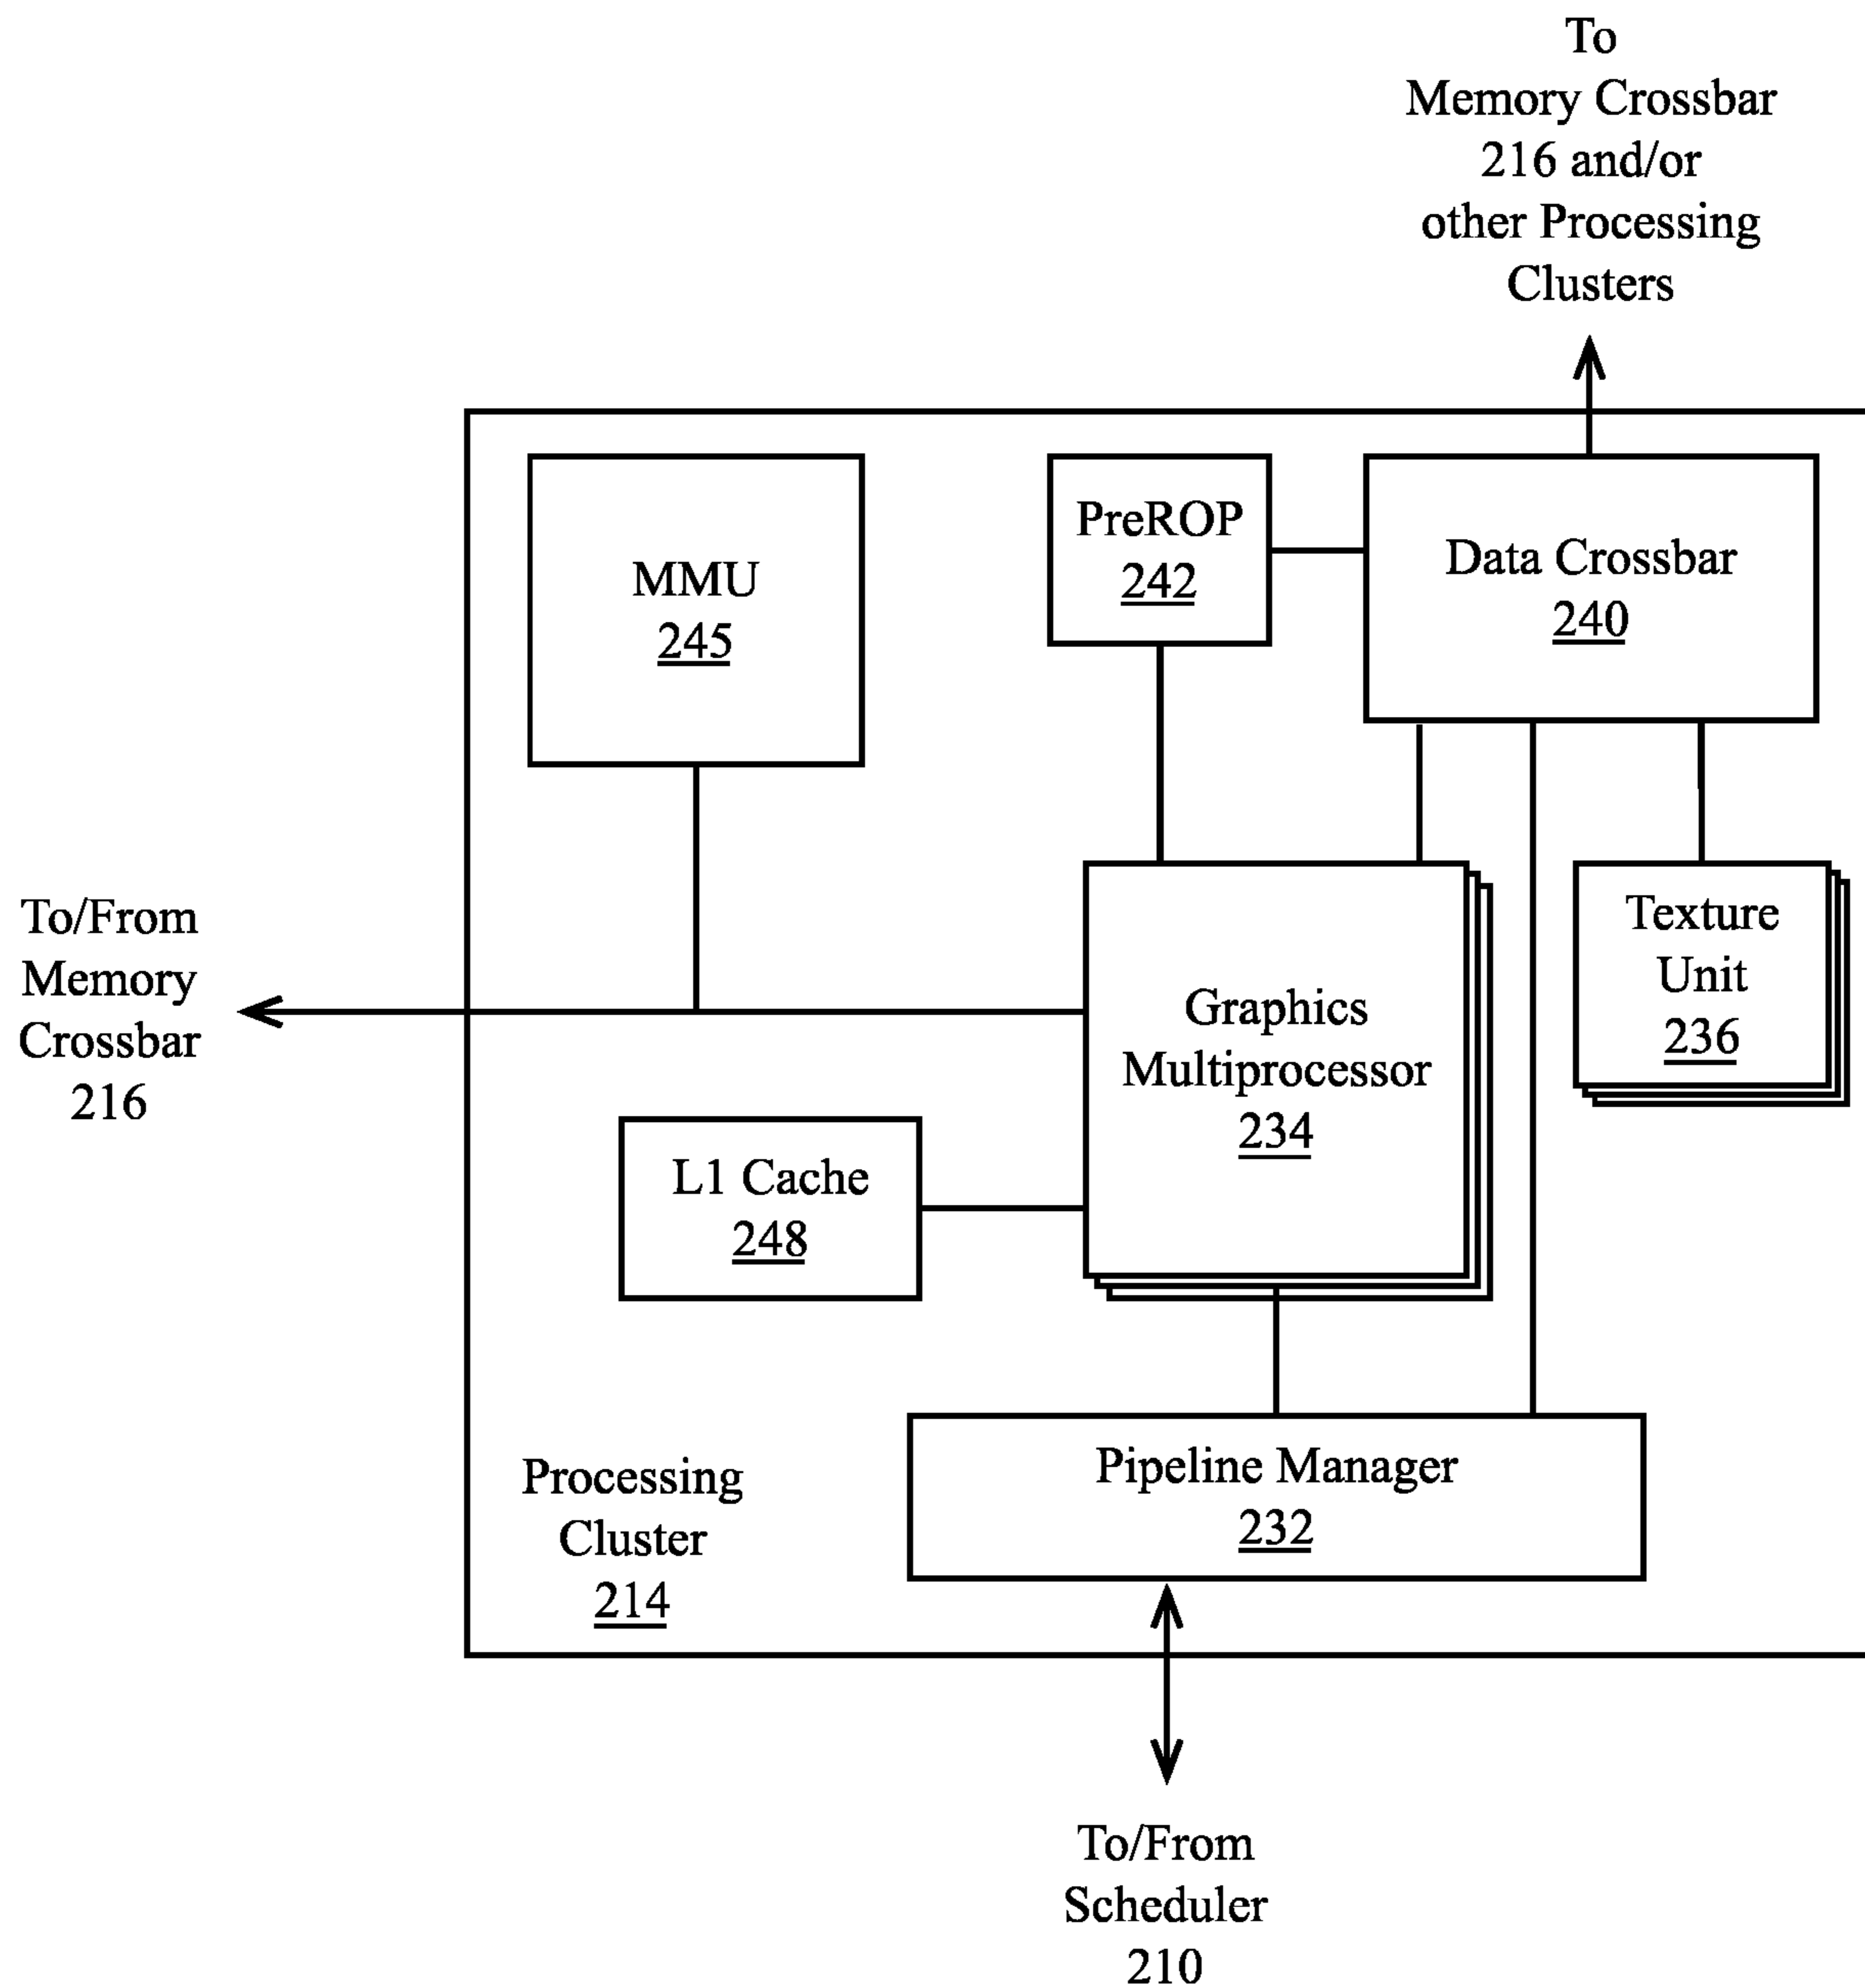 To
Memory Crossbar
216 and/or
other Processing
Clusters
MMU
245
PreROP
242
Data Crossbar
240
To/From
Memory
Crossbar
216
Graphics
Multiprocessor
234
Texture
Unit
236
L1 Cache
248
Pipeline Manager
232
Processing
Cluster
214
To/From
Scheduler
210